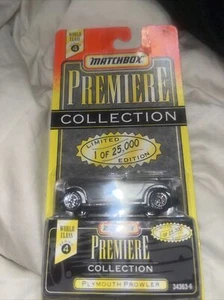 WORLD
CLASS
4
MATCHBOX
PREMIERE
COLLECTION
LIMITED
1 OF 25,000
EDITION
WORLD
CLASS
4
PREMIERE
COLLECTION
PLYMOUTH PROWLER
34363-6